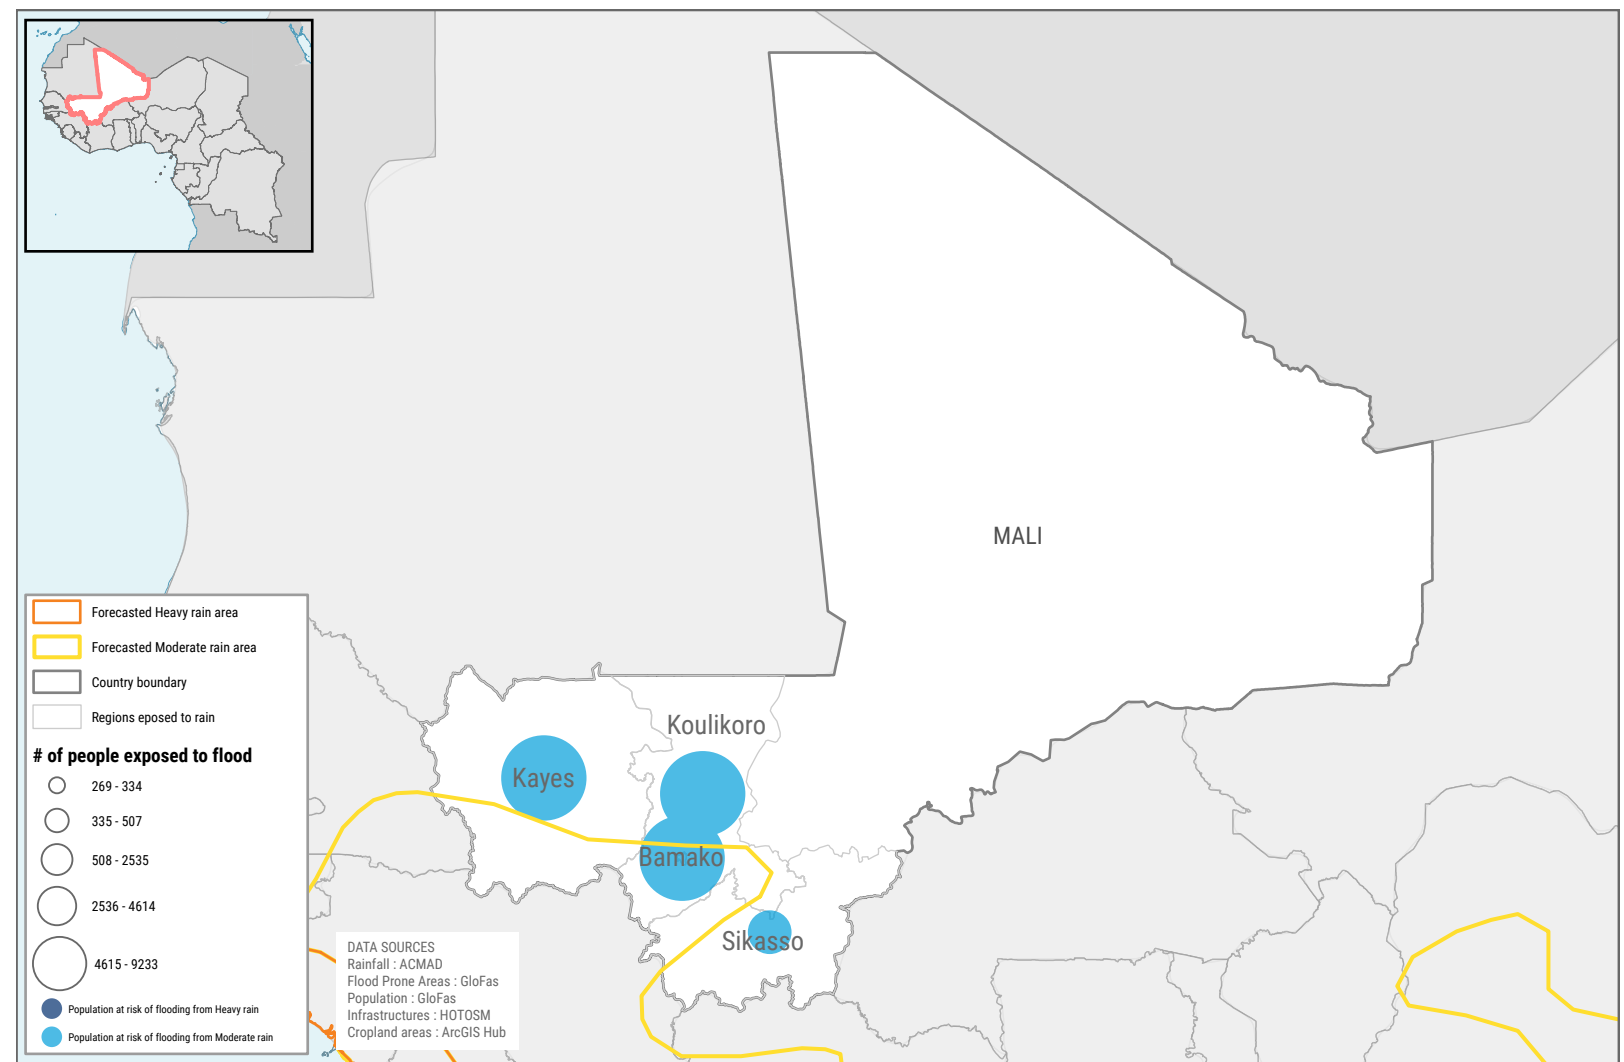 MALI
Koulikoro
Kayes
Bamako
Sikasso
Forecasted Heavy rain area
Forecasted Moderate rain area
Country boundary
Regions eposed to rain
# of people exposed to flood
269 - 334
335 - 507
508 - 2535
2536 - 4614
4615 - 9233
Population at risk of flooding from Heavy rain
Population at risk of flooding from Moderate rain
DATA SOURCES
Rainfall : ACMAD
Flood Prone Areas : GloFas
Population : GloFas
Infrastructures : HOTOSM
Cropland areas : ArcGIS Hub